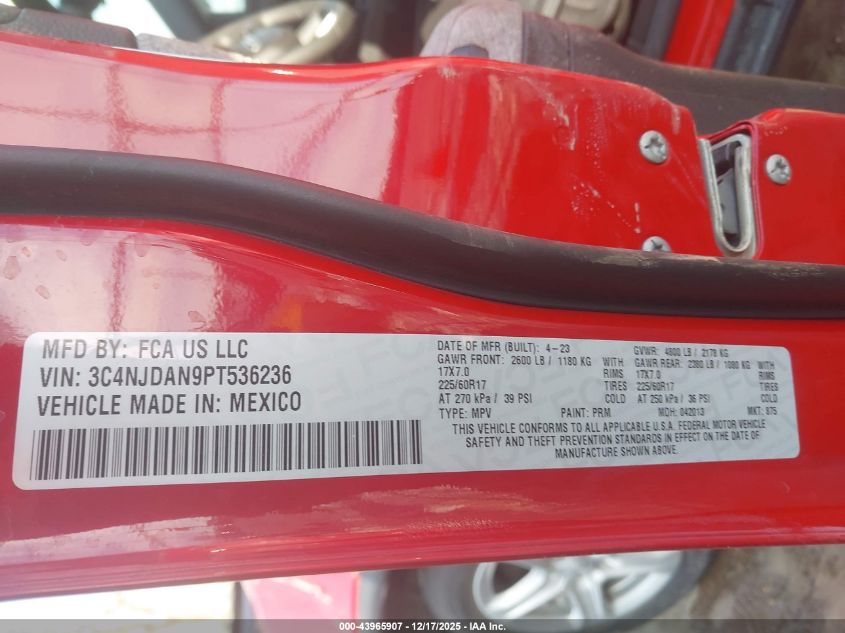 MFD BY: FCA US LLC
VIN: 3C4NJDAN9PT536236
VEHICLE MADE IN: MEXICO
DATE OF MFR (BUILT): 4-23 GVWR: 4800 LB / 2178 KG
GAWR FRONT: 2600 LB / 1180 KG WITH GAWR REAR: 2380 LB / 1080 KG WITH
17X7.0 RIMS 17X7.0 RIMS
225/60R17 TIRES 225/60R17 TIRES
AT 270 kPa / 39 PSI COLD AT 250 kPa / 36 PSI COLD
TYPE: MPV PAINT: PRM MDH: 042013 MKT: 875
THIS VEHICLE CONFORMS TO ALL APPLICABLE U.S.A. FEDERAL MOTOR VEHICLE
SAFETY AND THEFT PREVENTION STANDARDS IN EFFECT ON THE DATE OF
MANUFACTURE SHOWN ABOVE.
000-43965907 - 12/17/2025 - IAA Inc.